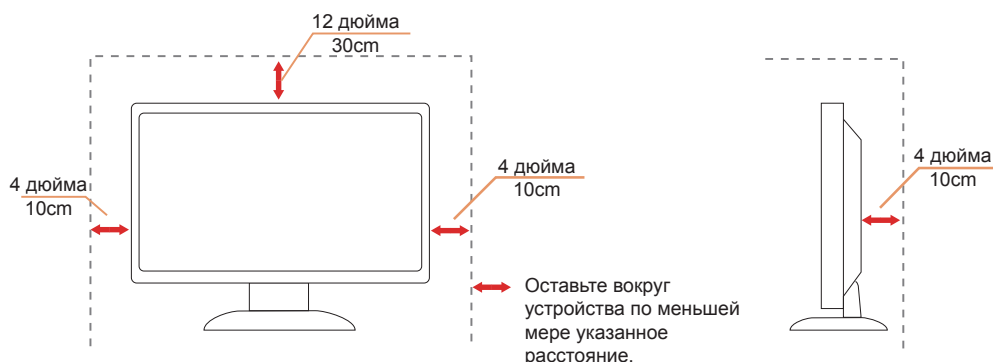 12 дюйма
30cm
4 дюйма
10cm
4 дюйма
10cm
4 дюйма
10cm
Оставьте вокруг
устройства по меньшей
мере указанное
расстояние.